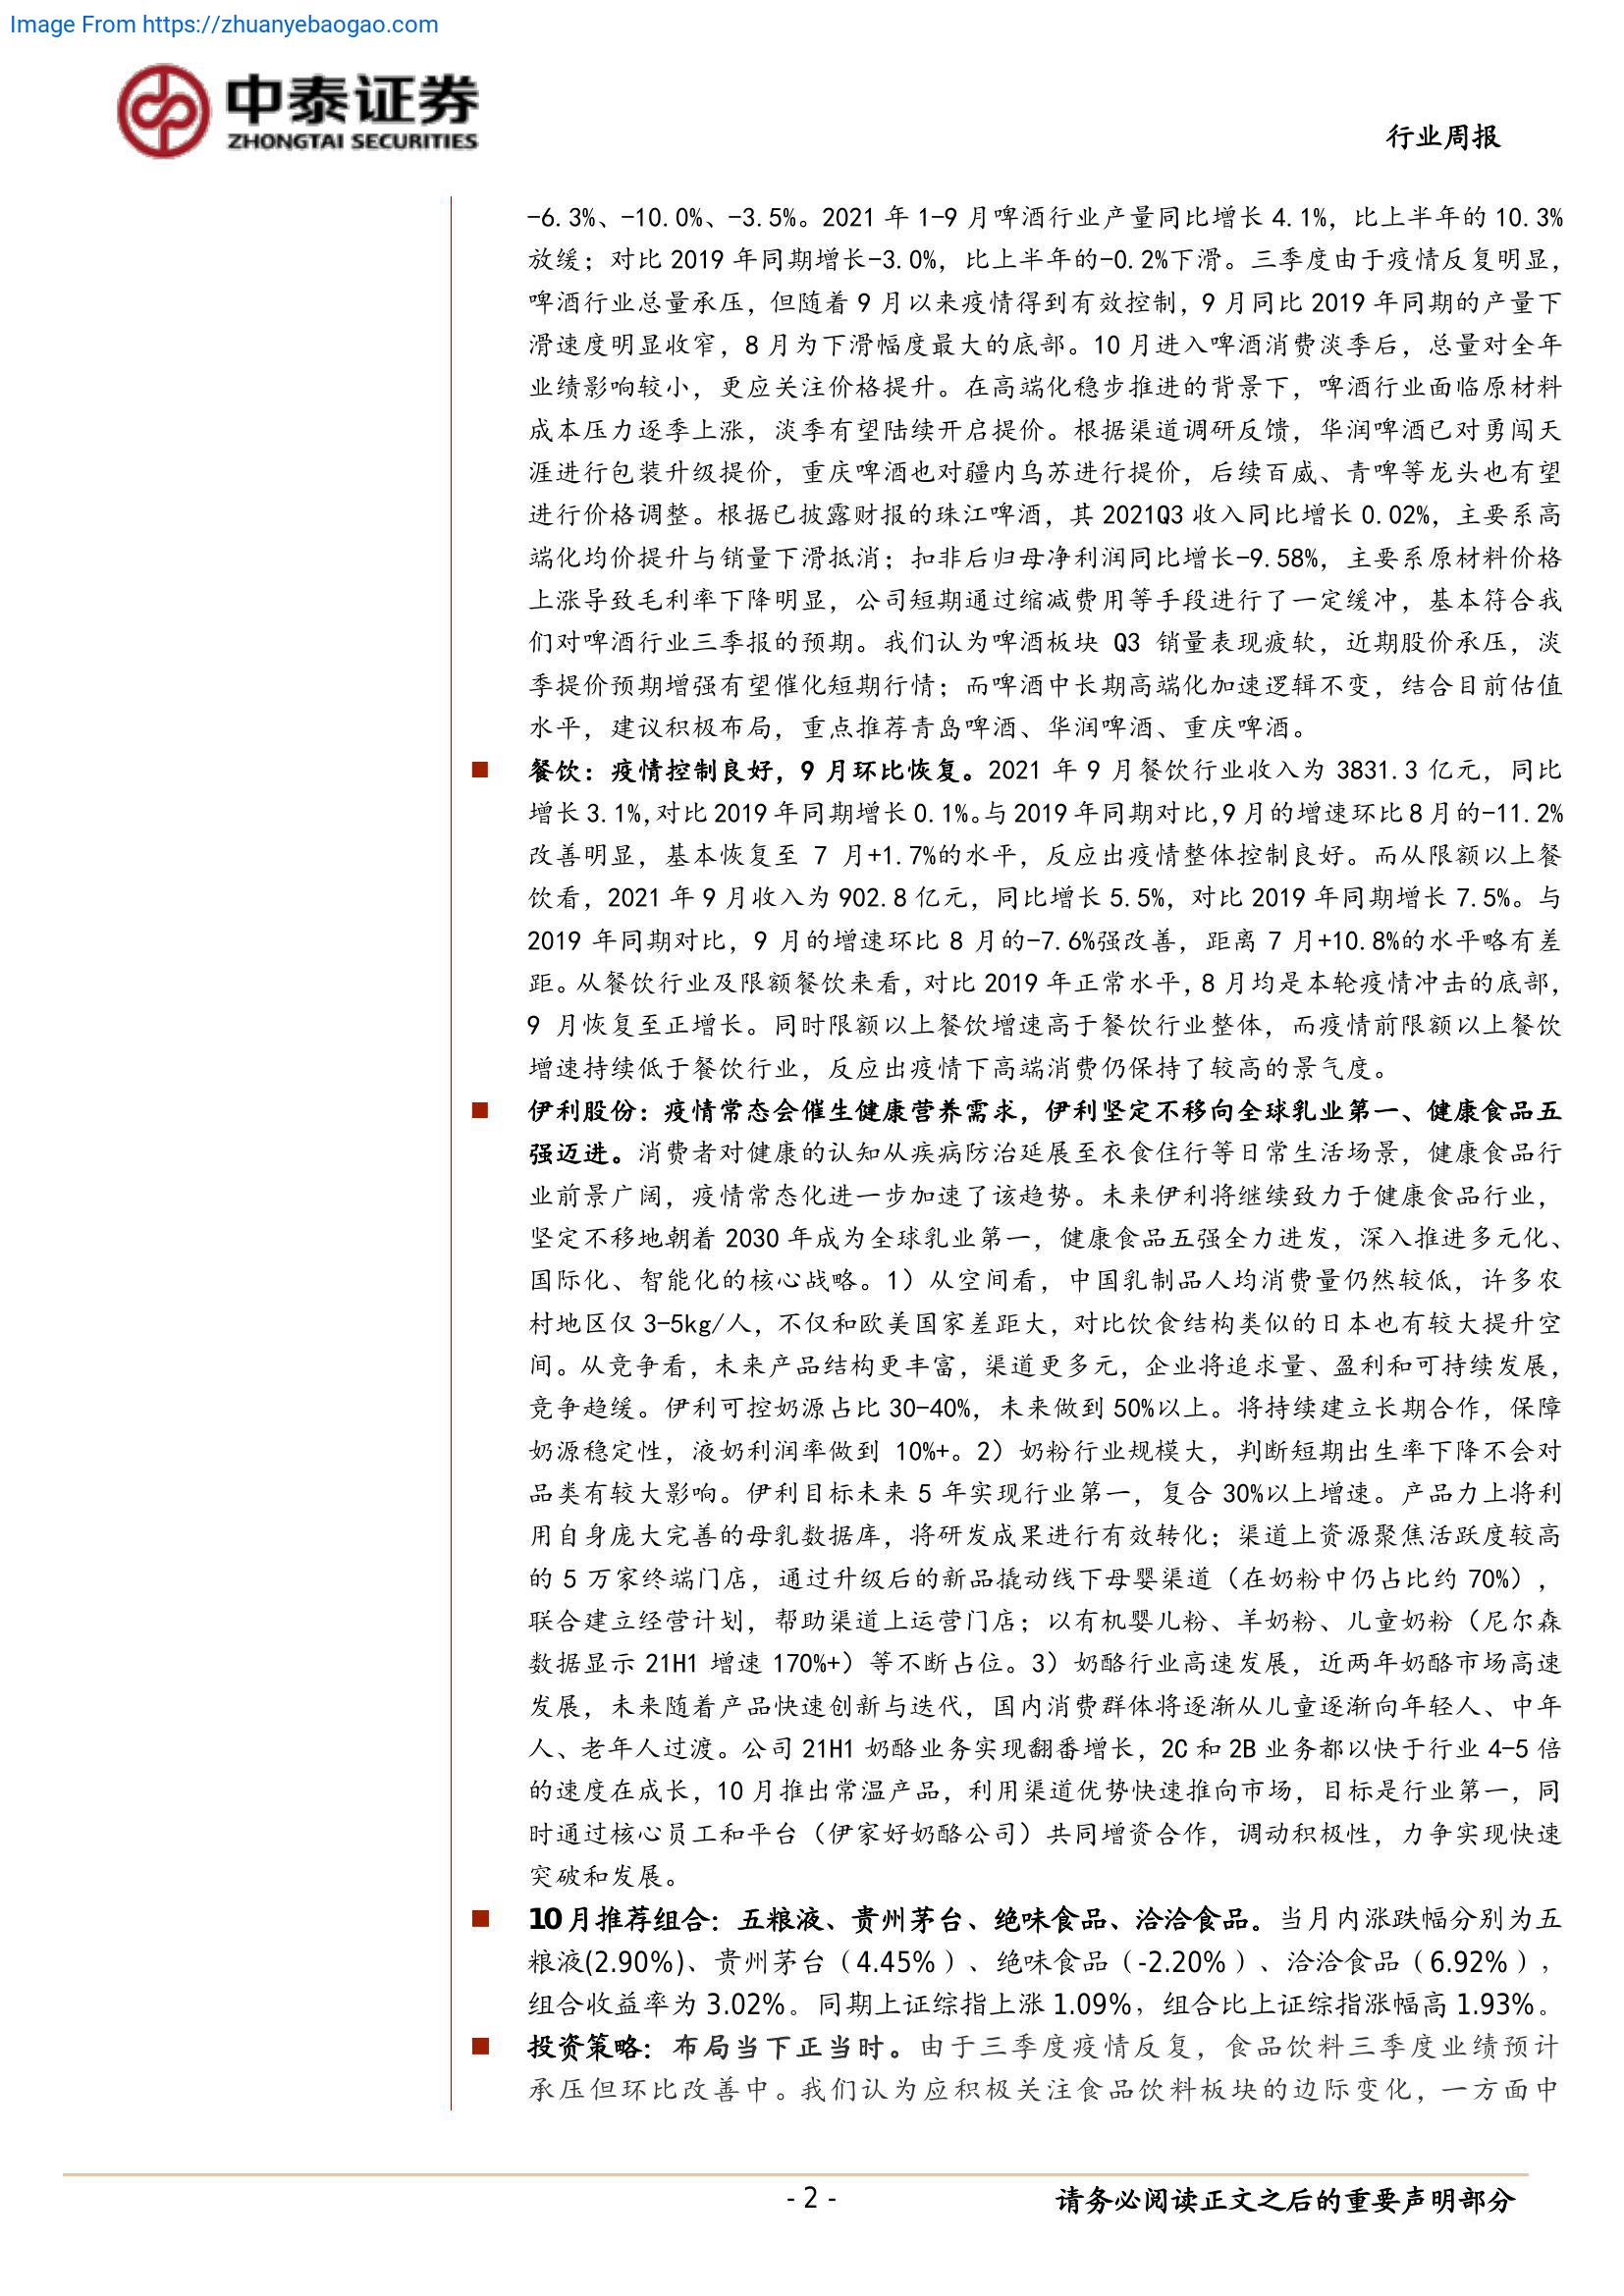 Image From https://zhuanyebaogao.com
中泰证券
ZHONGTAI SECURITIES
行业周报
-6.3%、-10.0%、-3.5%。2021 年 1-9 月啤酒行业产量同比增长 4.1%，比上半年的 10.3%
放缓；对比 2019 年同期增长-3.0%，比上半年的-0.2%下滑。三季度由于疫情反复明显，
啤酒行业总量承压，但随着 9 月以来疫情得到有效控制，9 月同比 2019 年同期的产量下
滑速度明显收窄，8 月为下滑幅度最大的底部。10 月进入啤酒消费淡季后，总量对全年
业绩影响较小，更应关注价格提升。在高端化稳步推进的背景下，啤酒行业面临原材料
成本压力逐季上涨，淡季有望陆续开启提价。根据渠道调研反馈，华润啤酒已对勇闯天
涯进行包装升级提价，重庆啤酒也对疆内乌苏进行提价，后续百威、青啤等龙头也有望
进行价格调整。根据已披露财报的珠江啤酒，其 2021Q3 收入同比增长 0.02%，主要系高
端化均价提升与销量下滑抵消；扣非后归母净利润同比增长-9.58%，主要系原材料价格
上涨导致毛利率下降明显，公司短期通过缩减费用等手段进行了一定缓冲，基本符合我
们对啤酒行业三季报的预期。我们认为啤酒板块 Q3 销量表现疲软，近期股价承压，淡
季提价预期增强有望催化短期行情；而啤酒中长期高端化加速逻辑不变，结合目前估值
水平，建议积极布局，重点推荐青岛啤酒、华润啤酒、重庆啤酒。
■ 餐饮：疫情控制良好，9 月环比恢复。2021 年 9 月餐饮行业收入为 3831.3 亿元，同比
增长 3.1%,对比 2019 年同期增长 0.1%。与 2019 年同期对比,9 月的增速环比 8 月的-11.2%
改善明显，基本恢复至 7 月+1.7%的水平，反应出疫情整体控制良好。而从限额以上餐
饮看，2021 年 9 月收入为 902.8 亿元，同比增长 5.5%，对比 2019 年同期增长 7.5%。与
2019 年同期对比，9 月的增速环比 8 月的-7.6%强改善，距离 7 月+10.8%的水平略有差
距。从餐饮行业及限额餐饮来看，对比 2019 年正常水平，8 月均是本轮疫情冲击的底部，
9 月恢复至正增长。同时限额以上餐饮增速高于餐饮行业整体，而疫情前限额以上餐饮
增速持续低于餐饮行业，反应出疫情下高端消费仍保持了较高的景气度。
■ 伊利股份：疫情常态会催生健康营养需求，伊利坚定不移向全球乳业第一、健康食品五
强迈进。消费者对健康的认知从疾病防治延展至衣食住行等日常生活场景，健康食品行
业前景广阔，疫情常态化进一步加速了该趋势。未来伊利将继续致力于健康食品行业，
坚定不移地朝着 2030 年成为全球乳业第一，健康食品五强全力进发，深入推进多元化、
国际化、智能化的核心战略。1）从空间看，中国乳制品人均消费量仍然较低，许多农
村地区仅 3-5kg/人，不仅和欧美国家差距大，对比饮食结构类似的日本也有较大提升空
间。从竞争看，未来产品结构更丰富，渠道更多元，企业将追求量、盈利和可持续发展，
竞争趋缓。伊利可控奶源占比 30-40%，未来做到 50%以上。将持续建立长期合作，保障
奶源稳定性，液奶利润率做到 10%+。2）奶粉行业规模大，判断短期出生率下降不会对
品类有较大影响。伊利目标未来 5 年实现行业第一，复合 30%以上增速。产品力上将利
用自身庞大完善的母乳数据库，将研发成果进行有效转化；渠道上资源聚焦活跃度较高
的 5 万家终端门店，通过升级后的新品撬动线下母婴渠道（在奶粉中仍占比约 70%），
联合建立经营计划，帮助渠道上运营门店；以有机婴儿粉、羊奶粉、儿童奶粉（尼尔森
数据显示 21H1 增速 170%+）等不断占位。3）奶酪行业高速发展，近两年奶酪市场高速
发展，未来随着产品快速创新与迭代，国内消费群体将逐渐从儿童逐渐向年轻人、中年
人、老年人过渡。公司 21H1 奶酪业务实现翻番增长，2C 和 2B 业务都以快于行业 4-5 倍
的速度在成长，10 月推出常温产品，利用渠道优势快速推向市场，目标是行业第一，同
时通过核心员工和平台（伊家好奶酪公司）共同增资合作，调动积极性，力争实现快速
突破和发展。
■ 10 月推荐组合：五粮液、贵州茅台、绝味食品、洽洽食品。当月内涨跌幅分别为五
粮液(2.90%)、贵州茅台（4.45%）、绝味食品（-2.20%）、洽洽食品（6.92%），
组合收益率为 3.02%。同期上证综指上涨 1.09%，组合比上证综指涨幅高 1.93%。
■ 投资策略：布局当下正当时。由于三季度疫情反复，食品饮料三季度业绩预计
承压但环比改善中。我们认为应积极关注食品饮料板块的边际变化，一方面中
- 2 -
请务必阅读正文之后的重要声明部分